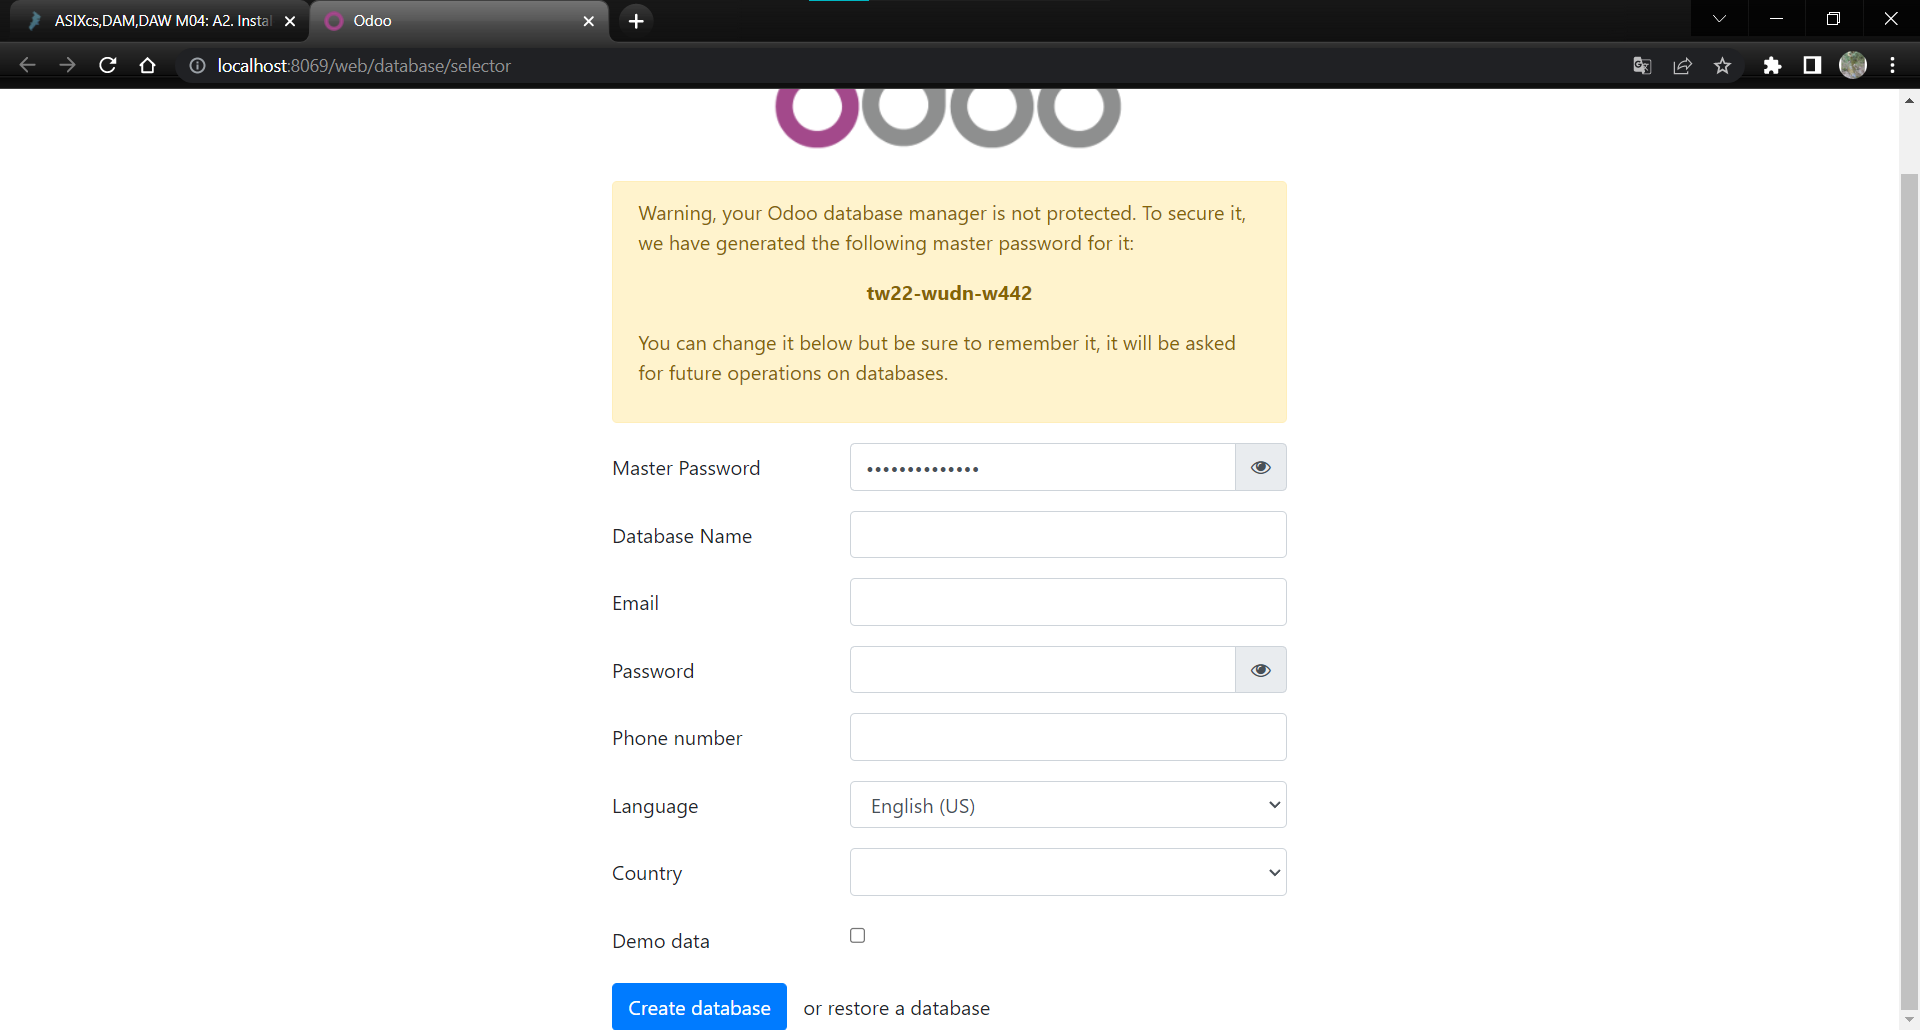 ASIXcs,DAM,DAW M04: A2. Instal
Odoo
localhost:8069/web/database/selector
odoo
Warning, your Odoo database manager is not protected. To secure it,
we have generated the following master password for it:
tw22-wudn-w442
You can change it below but be sure to remember it, it will be asked
for future operations on databases.
Master Password
••••••••••••••
Database Name
Email
Password
Phone number
Language
English (US)
Country
Demo data
Create database or restore a database